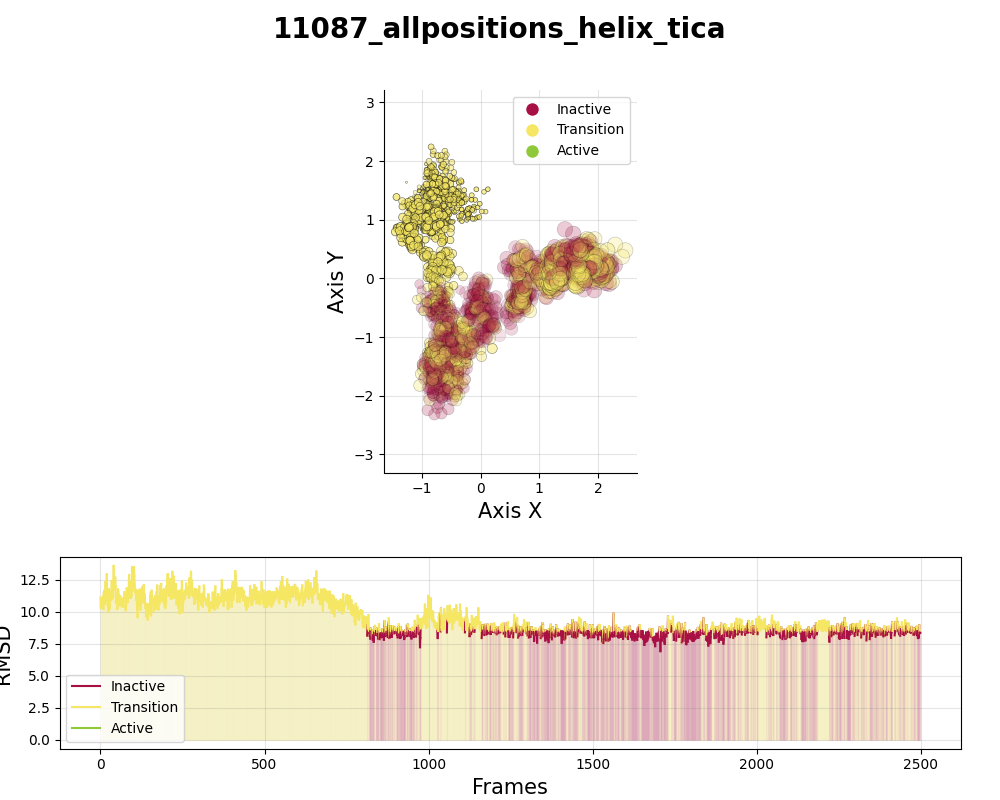 11087_allpositions_helix_tica
3
2
1
0
−1
−2
−3
Axis Y
Inactive
Transition
Active
−1
0
1
2
Axis X
12.5
10.0
7.5
5.0
2.5
0.0
RMSD
Inactive
Transition
Active
0
500
1000
1500
2000
2500
Frames